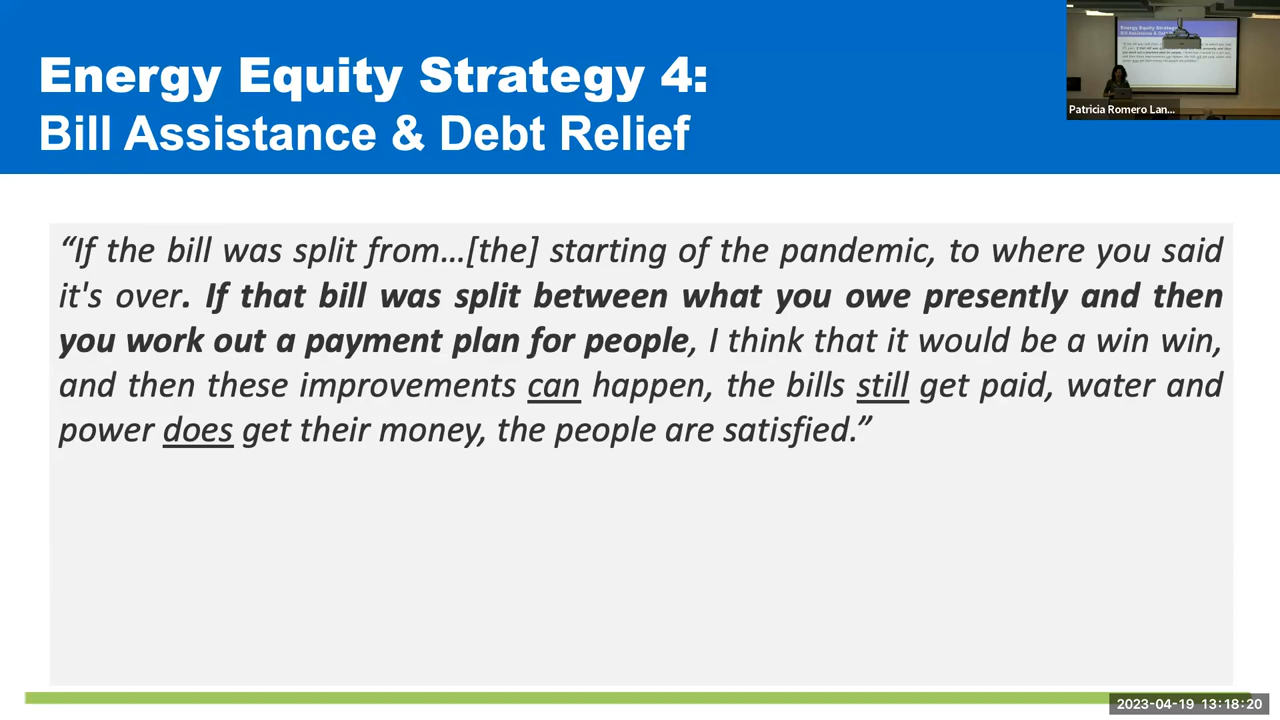 Energy Equity Strategy 4:
Bill Assistance & Debt Relief
Patricia Romero Lan...
“If the bill was split from...[the] starting of the pandemic, to where you said
it's over. If that bill was split between what you owe presently and then
you work out a payment plan for people, I think that it would be a win win,
and then these improvements can happen, the bills still get paid, water and
power does get their money, the people are satisfied.”
2023-04-19 13:18:20